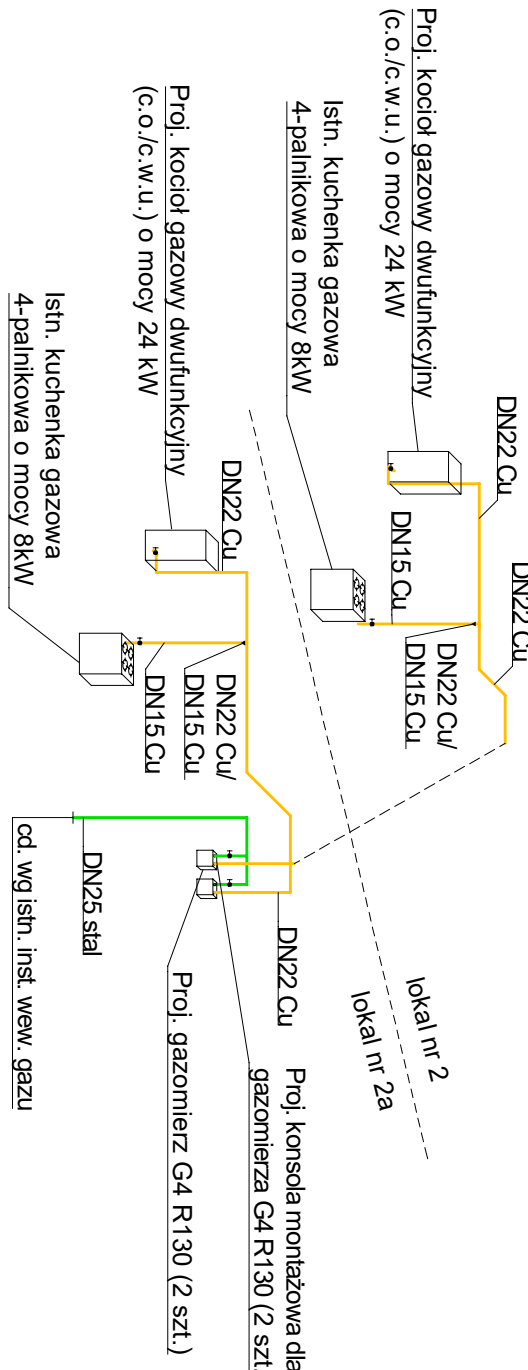 Proj. kocioł gazowy dwufunkcyjny
(c.o./c.w.u.) o mocy 24 kW
Istn. kuchenka gazowa
4-palnikowa o mocy 8kW
DN22 Cu
DN22 Cu
DN15 Cu
DN22 Cu/
DN15 Cu
lokal nr 2
lokal nr 2a
Proj. kocioł gazowy dwufunkcyjny
(c.o./c.w.u.) o mocy 24 kW
Istn. kuchenka gazowa
4-palnikowa o mocy 8kW
DN22 Cu
DN22 Cu/
DN15 Cu
DN15 Cu
DN22 Cu
DN25 stal
cd. wg istn. inst. wew. gazu
Proj. konsola montażowa dla
gazomierza G4 R130 (2 szt.
Proj. gazomierz G4 R130 (2 szt.)